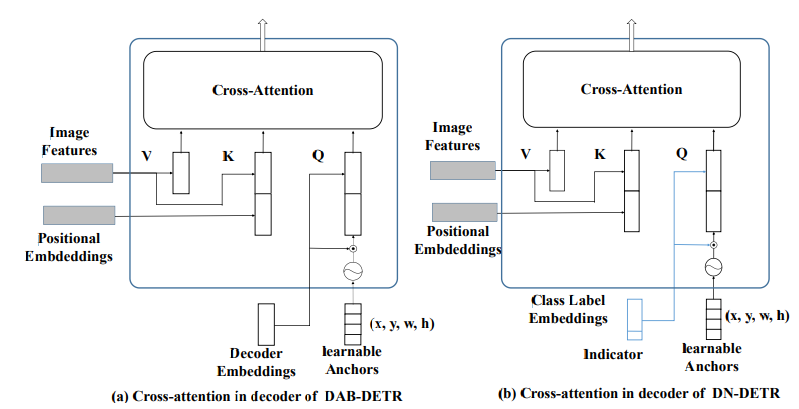 Cross-Attention
Image
Features
V
K
Q
Positional
Embdeddings
(x, y, w, h)
Decoder
Embeddings
learnable
Anchors
(a) Cross-attention in decoder of DAB-DETR
Cross-Attention
Image
Features
V
K
Q
Positional
Embdeddings
Class Label
Embeddings
(x, y, w, h)
Indicator
learnable
Anchors
(b) Cross-attention in decoder of DN-DETR